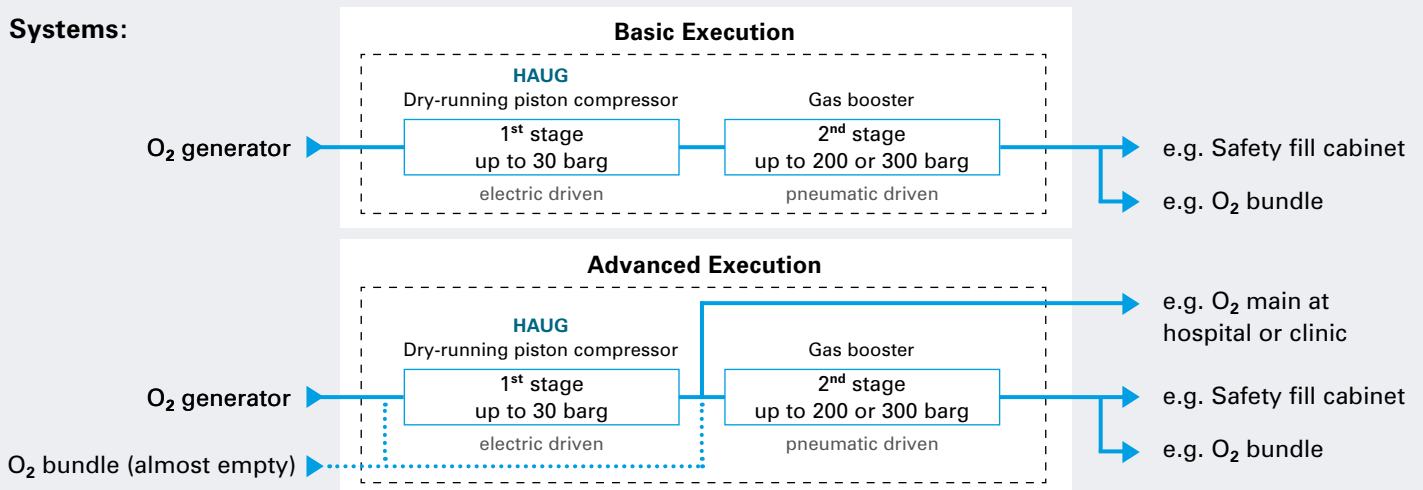 Systems:
Basic Execution
HAUG
Dry-running piston compressor
Gas booster
O₂ generator
1st stage
up to 30 barg
2nd stage
up to 200 or 300 barg
e.g. Safety fill cabinet
electric driven
pneumatic driven
e.g. O₂ bundle
Advanced Execution
e.g. O₂ main at
hospital or clinic
HAUG
Dry-running piston compressor
Gas booster
O₂ generator
1st stage
up to 30 barg
2nd stage
up to 200 or 300 barg
e.g. Safety fill cabinet
electric driven
pneumatic driven
e.g. O₂ bundle
O₂ bundle (almost empty)